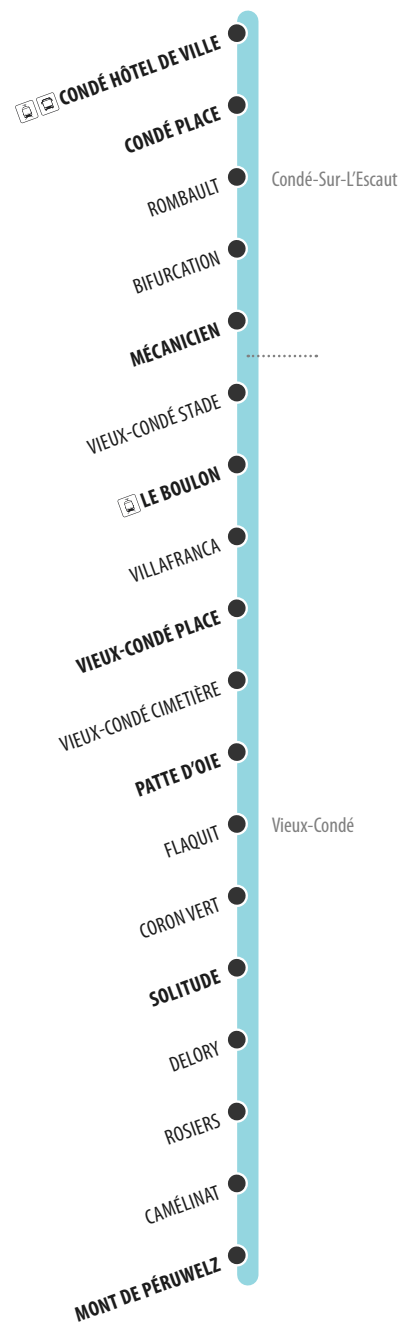 CONDÉ HÔTEL DE VILLE
CONDÉ PLACE
ROMBAULT
Condé-Sur-L'Escaut
BIFURCATION
MÉCANICIEN
VIEUX-CONDÉ STADE
LE BOULON
VILLAFRANCA
VIEUX-CONDÉ PLACE
VIEUX-CONDÉ CIMETIÈRE
PATTE D'OIE
FLAQUIT
Vieux-Condé
CORON VERT
SOLITUDE
DELORY
ROSIERS
CAMÉLINAT
MONT DE PÉRUWELZ